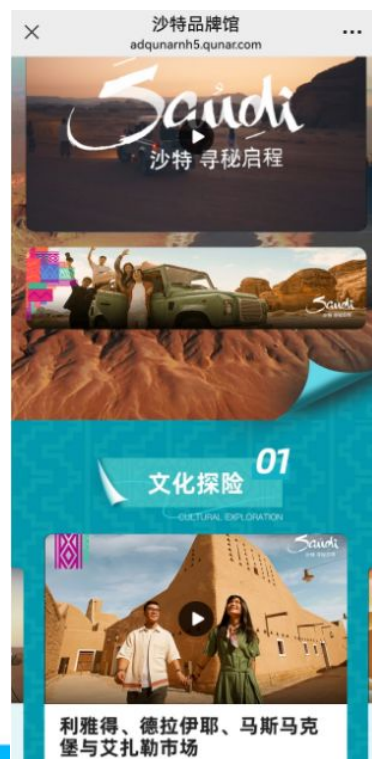 沙特品牌馆
adqunarnh5.qunar.com
Saudi
沙特 寻秘启程
Saudi
文化探险
01
CULTURAL EXPLORATION
Saudi
利雅得、德拉伊耶、马斯马克
堡与艾扎勒市场